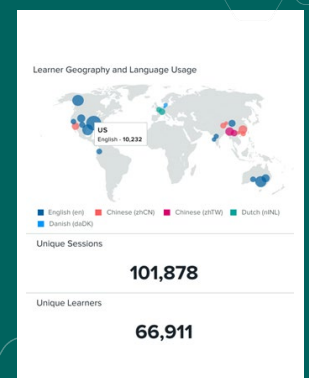 Learner Geography and Language Usage
US
English - 10,232
English (en) Chinese (zhCN) Chinese (zhTW) Dutch (nlNL)
Danish (daDK)
Unique Sessions
101,878
Unique Learners
66,911